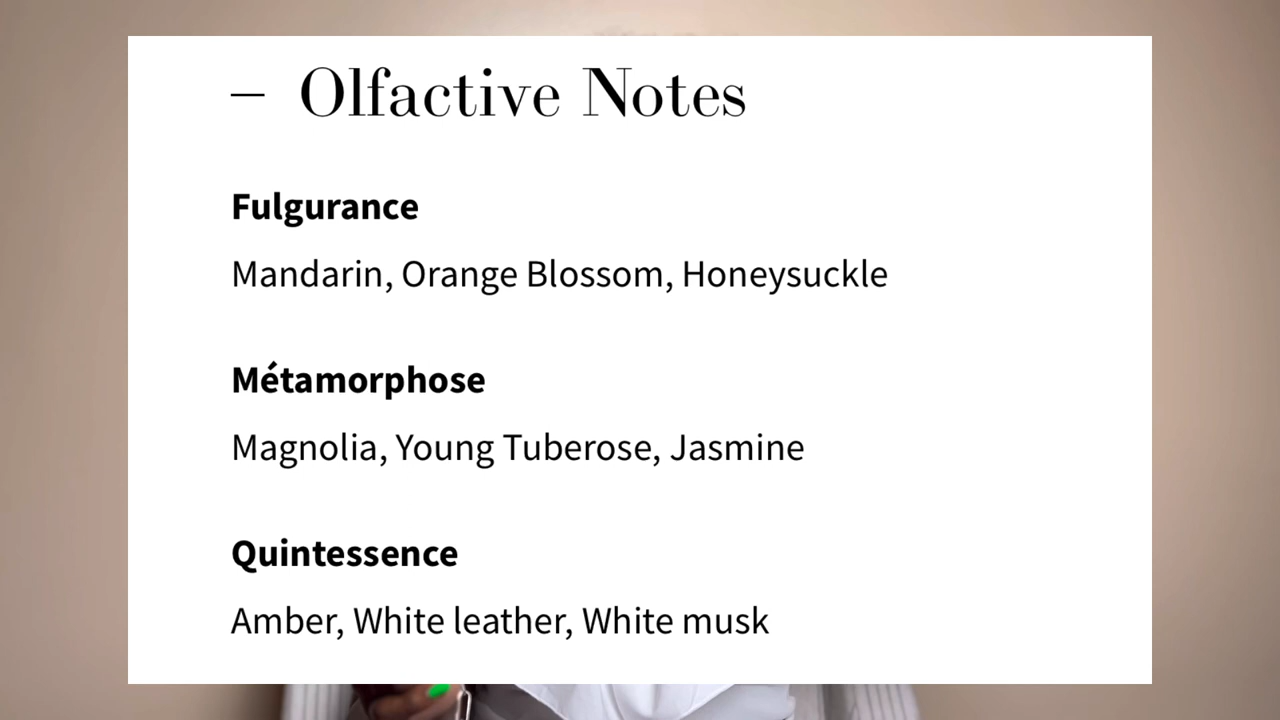 – Olfactive Notes
Fulgurance
Mandarin, Orange Blossom, Honeysuckle
Métamorphose
Magnolia, Young Tuberose, Jasmine
Quintessence
Amber, White leather, White musk